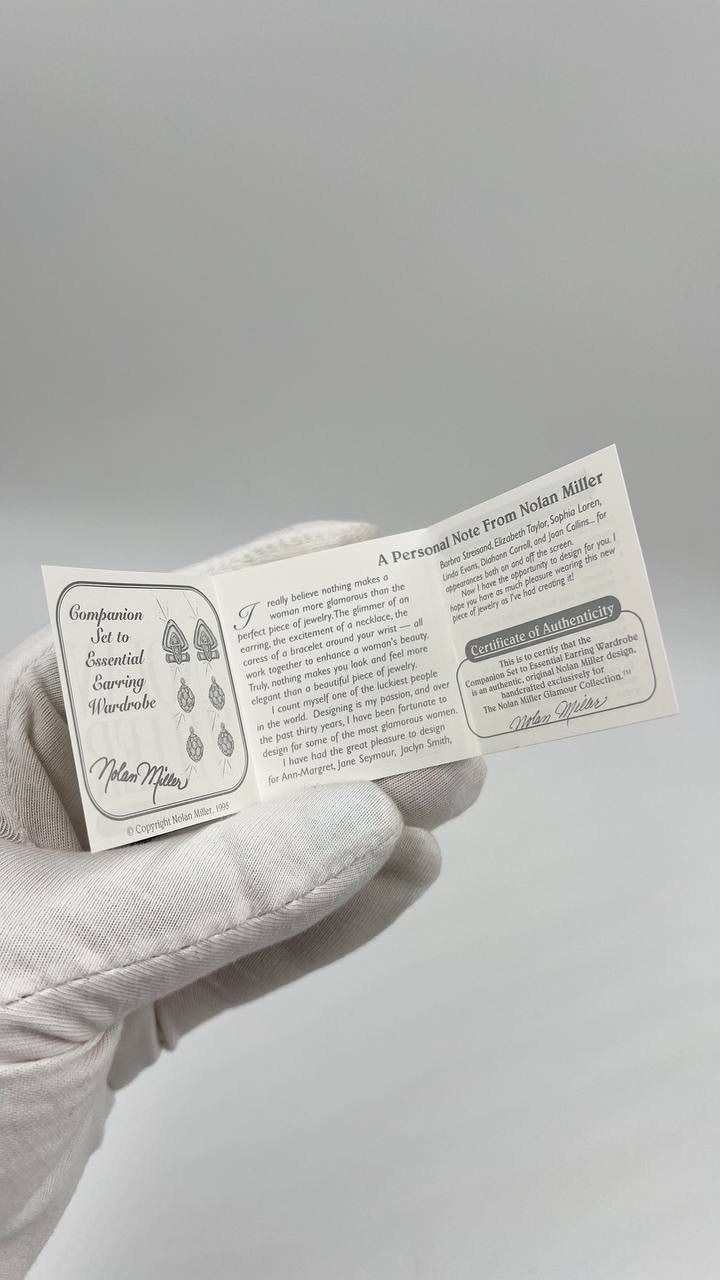 Companion
Set to
Essential
Earring
Wardrobe
Nolan Miller
© Copyright Nolan Miller, 1995
A Personal Note From Nolan Miller
I really believe nothing makes a
woman more glamorous than the
perfect piece of jewelry. The glimmer of an
earring, the excitement of a necklace, the
caress of a bracelet around your wrist — all
work together to enhance a woman's beauty.
Truly, nothing makes you look and feel more
elegant than a beautiful piece of jewelry.
I count myself one of the luckiest people
in the world. Designing is my passion, and over
the past thirty years, I have been fortunate to
design for some of the most glamorous women.
I have had the great pleasure to design
for Ann-Margret, Jane Seymour, Jaclyn Smith,
Barbra Streisand, Elizabeth Taylor, Sophia Loren,
Linda Evans, Diahann Carroll, and Joan Collins... for
appearances both on and off the screen.
Now I have the opportunity to design for you. I
hope you have as much pleasure wearing this new
piece of jewelry as I've had creating it!
Certificate of Authenticity
This is to certify that the
Companion Set to Essential Earring Wardrobe
is an authentic, original Nolan Miller design,
handcrafted exclusively for
The Nolan Miller Glamour Collection.™
Nolan Miller